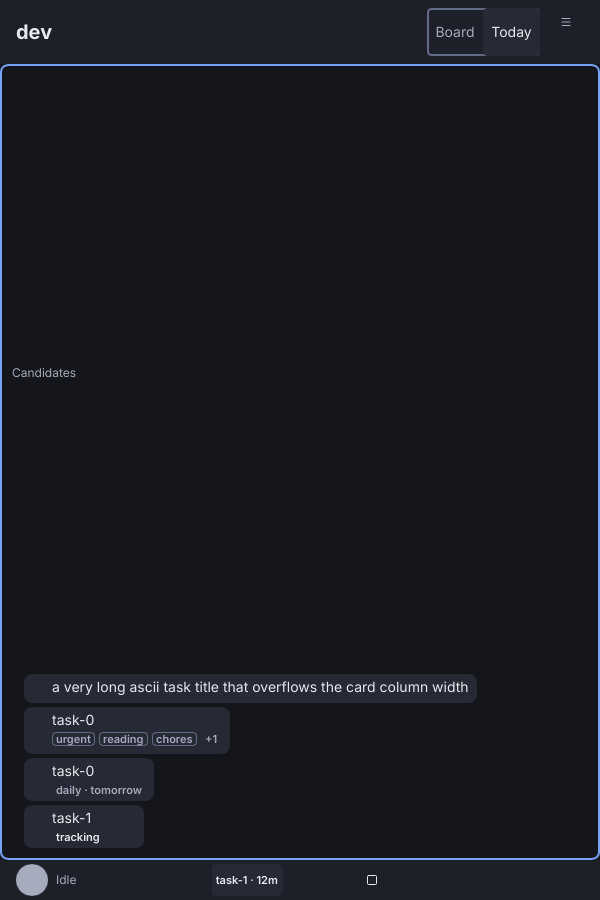 dev
Board Today ☰
Candidates
a very long ascii task title that overflows the card column width
task-0
urgent reading chores +1
task-0
daily · tomorrow
task-1
tracking
Idle task-1 · 12m